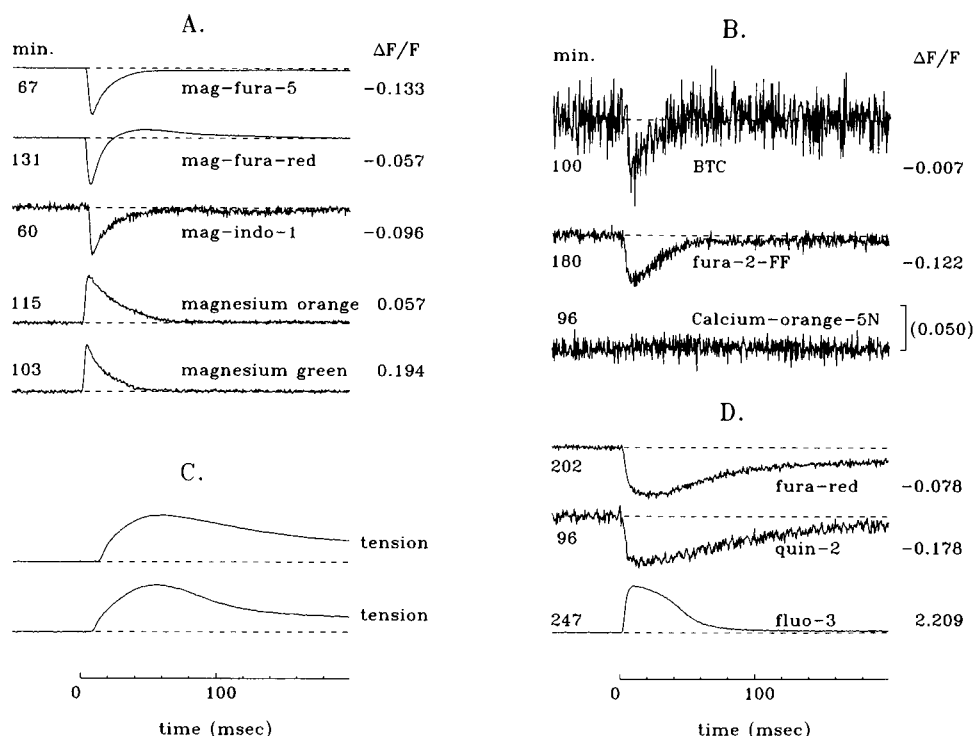 A.
min.
ΔF/F
67
mag-fura-5
-0.133
131
mag-fura-red
-0.057
60
mag-indo-1
-0.096
115
magnesium orange
0.057
103
magnesium green
0.194
B.
min.
ΔF/F
100
BTC
-0.007
180
fura-2-FF
-0.122
96
Calcium-orange-5N
(0.050)
C.
tension
tension
0
100
time (msec)
D.
202
fura-red
-0.078
96
quin-2
-0.178
247
fluo-3
2.209
0
100
time (msec)